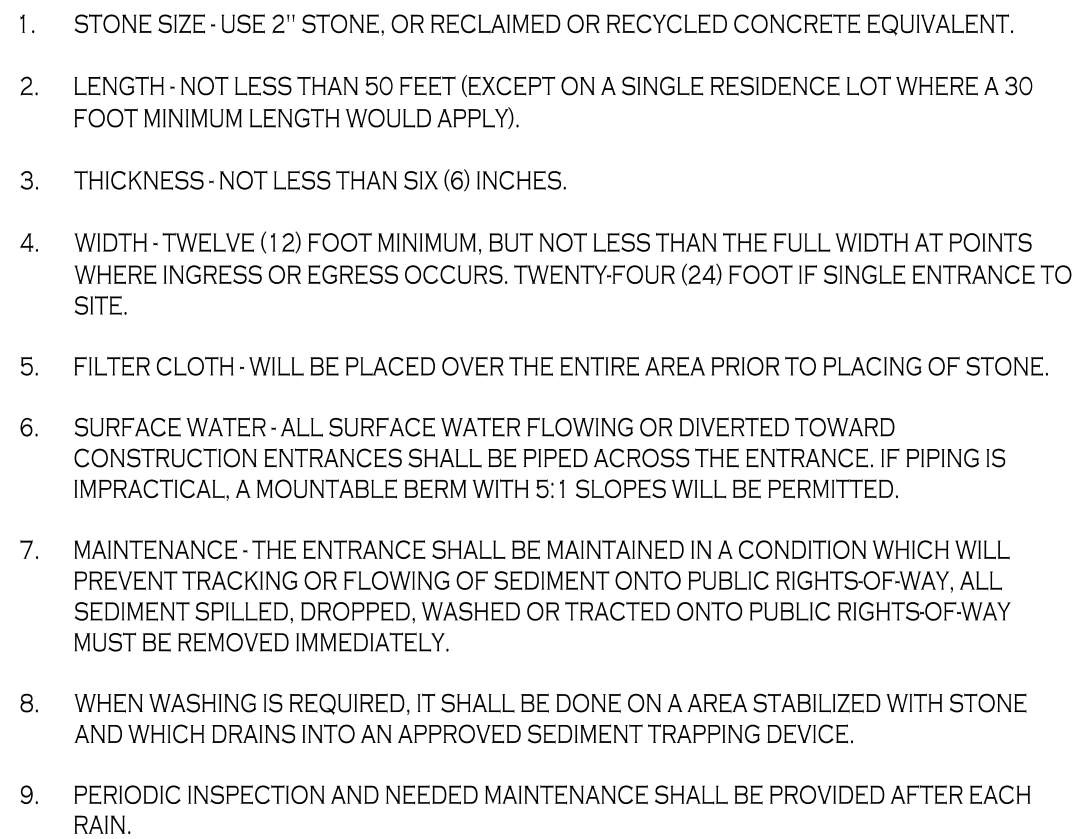 1. STONE SIZE - USE 2" STONE, OR RECLAIMED OR RECYCLED CONCRETE EQUIVALENT.
2. LENGTH - NOT LESS THAN 50 FEET (EXCEPT ON A SINGLE RESIDENCE LOT WHERE A 30
FOOT MINIMUM LENGTH WOULD APPLY).
3. THICKNESS - NOT LESS THAN SIX (6) INCHES.
4. WIDTH - TWELVE (12) FOOT MINIMUM, BUT NOT LESS THAN THE FULL WIDTH AT POINTS
WHERE INGRESS OR EGRESS OCCURS. TWENTY-FOUR (24) FOOT IF SINGLE ENTRANCE TO
SITE.
5. FILTER CLOTH - WILL BE PLACED OVER THE ENTIRE AREA PRIOR TO PLACING OF STONE.
6. SURFACE WATER - ALL SURFACE WATER FLOWING OR DIVERTED TOWARD
CONSTRUCTION ENTRANCES SHALL BE PIPED ACROSS THE ENTRANCE. IF PIPING IS
IMPRACTICAL, A MOUNTABLE BERM WITH 5:1 SLOPES WILL BE PERMITTED.
7. MAINTENANCE - THE ENTRANCE SHALL BE MAINTAINED IN A CONDITION WHICH WILL
PREVENT TRACKING OR FLOWING OF SEDIMENT ONTO PUBLIC RIGHTS-OF-WAY, ALL
SEDIMENT SPILLED, DROPPED, WASHED OR TRACTED ONTO PUBLIC RIGHTS-OF-WAY
MUST BE REMOVED IMMEDIATELY.
8. WHEN WASHING IS REQUIRED, IT SHALL BE DONE ON A AREA STABILIZED WITH STONE
AND WHICH DRAINS INTO AN APPROVED SEDIMENT TRAPPING DEVICE.
9. PERIODIC INSPECTION AND NEEDED MAINTENANCE SHALL BE PROVIDED AFTER EACH
RAIN.